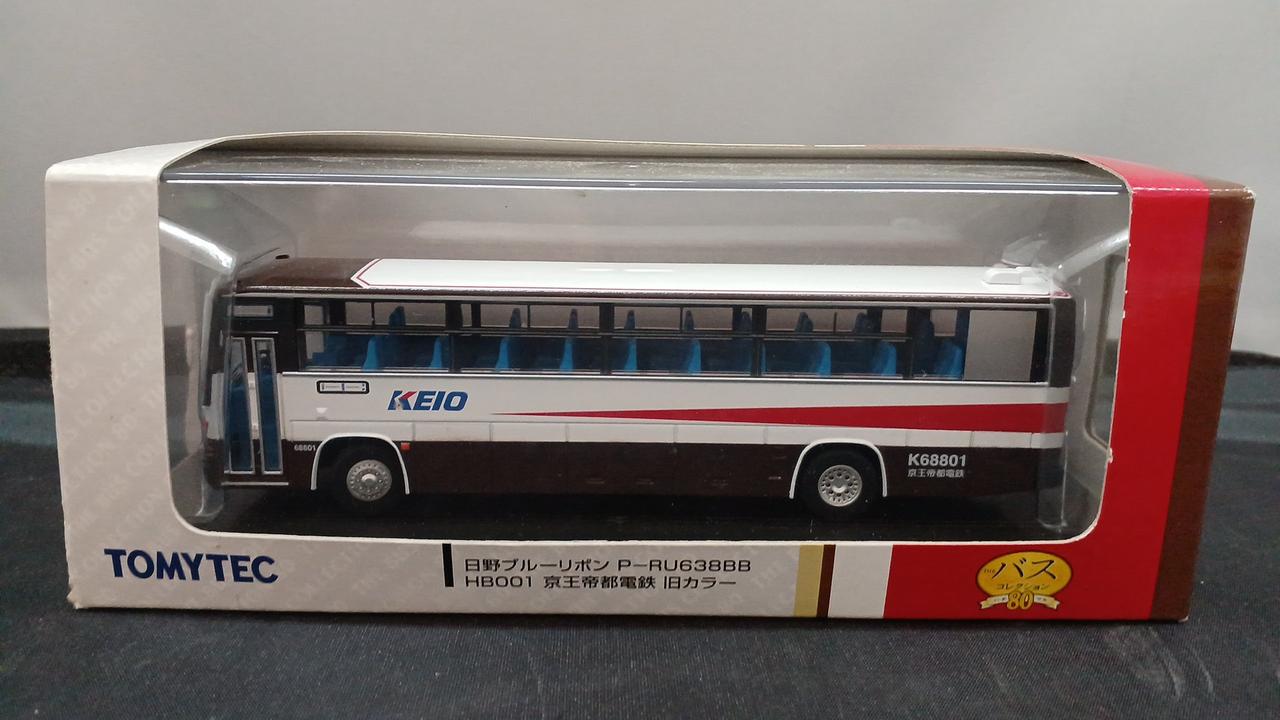 KEIO
68801
K68801
京王帝都電鉄
TOMYTEC
日野ブルーリボン P-RU638BB
HB001 京王帝都電鉄 旧カラー
THE
バス
コレクション
80